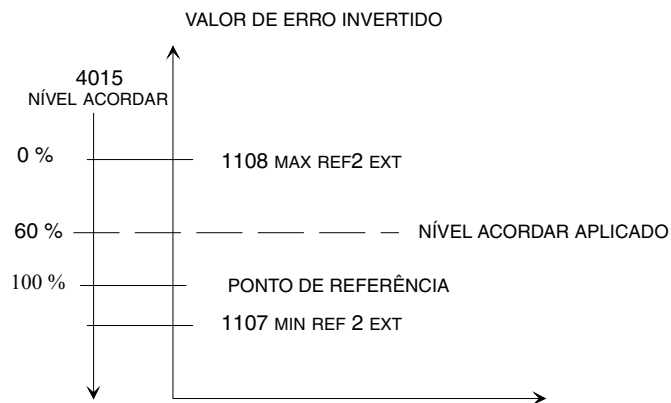 VALOR DE ERRO INVERTIDO
4015
NÍVEL ACORDAR
0 %
1108 MAX REF2 EXT
60 %
NÍVEL ACORDAR APLICADO
100 %
PONTO DE REFERÊNCIA
1107 MIN REF 2 EXT